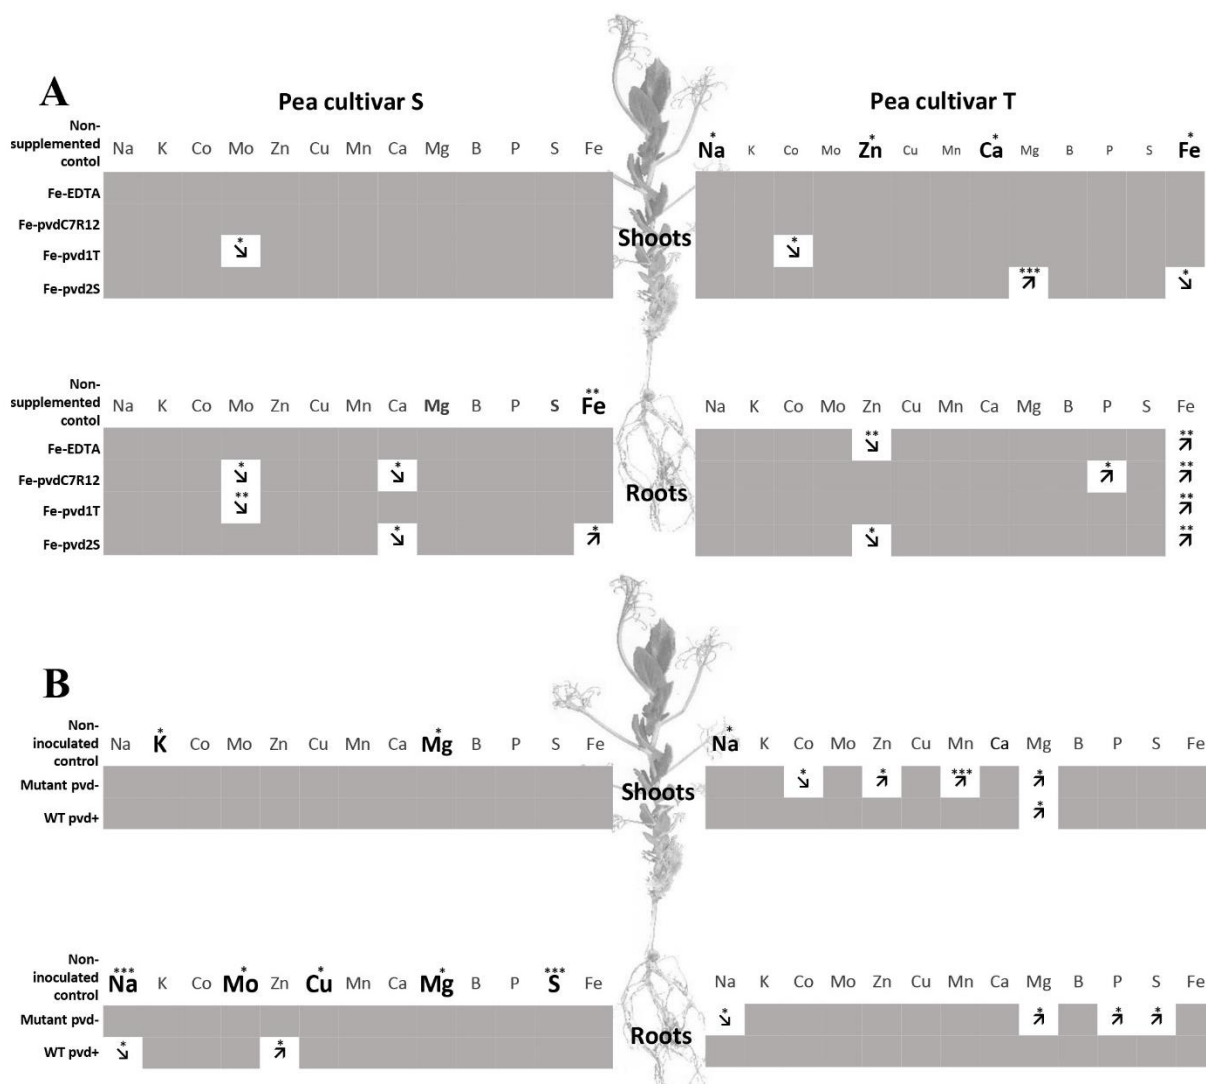 A
Pea cultivar S
Pea cultivar T
Non-
supplemented
contol
Na K Co Mo Zn Cu Mn Ca Mg B P S Fe
* * * *
Na K Co Mo Zn Cu Mn Ca Mg B P S Fe
Fe-EDTA
Fe-pvdC7R12
Shoots
Fe-pvd1T
* ↘
* ↘
Fe-pvd2S
*** ↗ * ↘
Non-
supplemented
contol
**
Na K Co Mo Zn Cu Mn Ca Mg B P S Fe
Na K Co Mo Zn Cu Mn Ca Mg B P S Fe
Fe-EDTA
** ↘ ** ↗
Fe-pvdC7R12
* ↘ * ↘
* ↗ ** ↗
Roots
Fe-pvd1T
** ↘
** ↗
Fe-pvd2S
* ↘ * ↗
* ↘ ** ↗
B
Non-
inoculated
control
* *
Na K Co Mo Zn Cu Mn Ca Mg B P S Fe
*
Na K Co Mo Zn Cu Mn Ca Mg B P S Fe
Mutant pvd-
Shoots
* ↘ * ↗ *** ↗ * ↗
WT pvd+
* ↗
Non-
inoculated
control
*** * * * ***
Na K Co Mo Zn Cu Mn Ca Mg B P S Fe
Na K Co Mo Zn Cu Mn Ca Mg B P S Fe
Mutant pvd-
Roots
* ↘ * ↗ * ↗ * ↗
WT pvd+
* ↘ * ↗